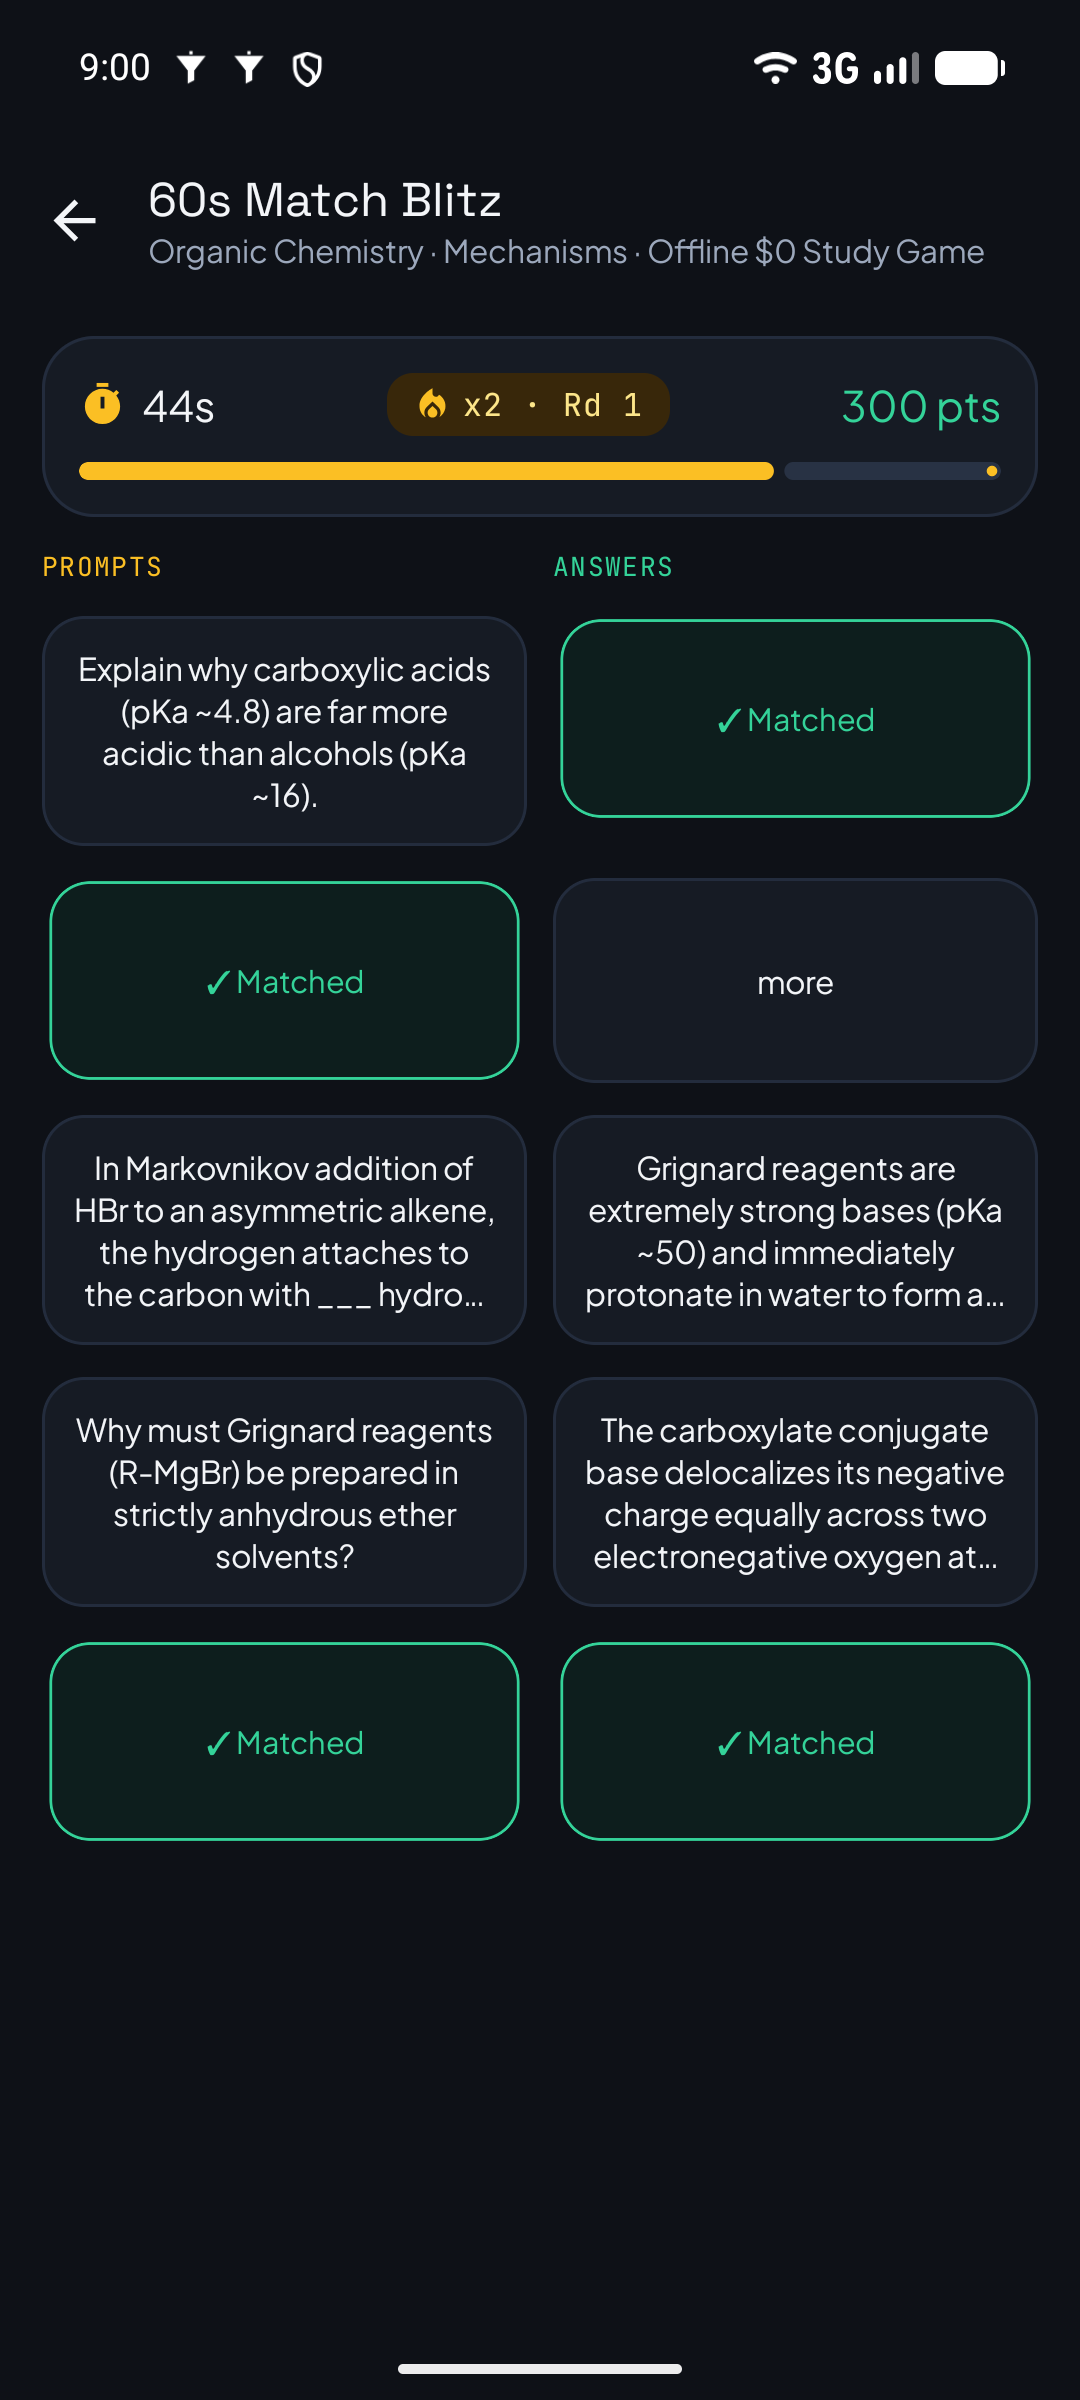 9:00
3G
60s Match Blitz
Organic Chemistry · Mechanisms · Offline $0 Study Game
44s
x2 · Rd 1
300 pts
PROMPTS
ANSWERS
Explain why carboxylic acids
(pKa ~4.8) are far more
acidic than alcohols (pKa
~16).
✓ Matched
✓ Matched
more
In Markovnikov addition of
HBr to an asymmetric alkene,
the hydrogen attaches to
the carbon with ___ hydro...
Grignard reagents are
extremely strong bases (pKa
~50) and immediately
protonate in water to form a...
Why must Grignard reagents
(R-MgBr) be prepared in
strictly anhydrous ether
solvents?
The carboxylate conjugate
base delocalizes its negative
charge equally across two
electronegative oxygen at...
✓ Matched
✓ Matched